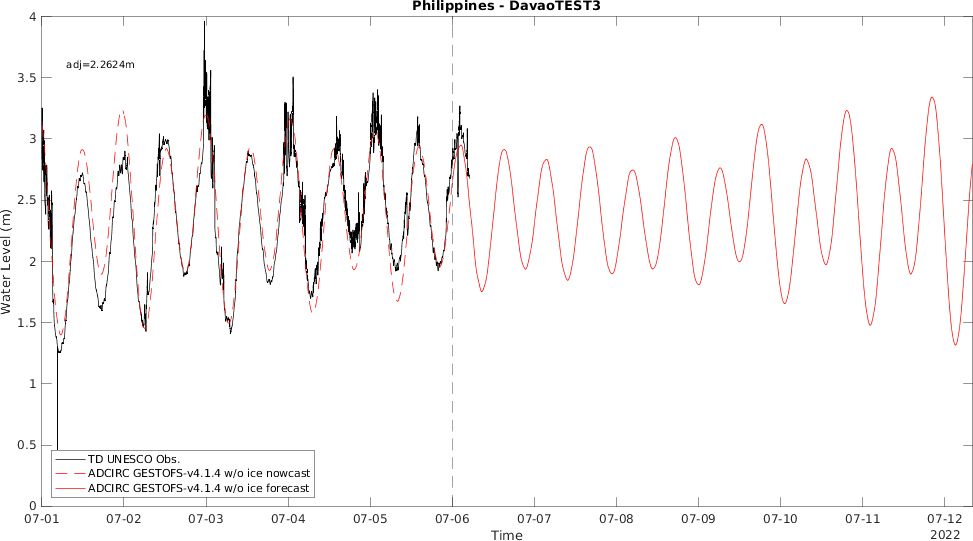 Philippines - DavaoTEST3
adj=2.2624m
Water Level (m)
4
3.5
3
2.5
2
1.5
1
0.5
0
TD UNESCO Obs.
ADCIRC GESTOFS-v4.1.4 w/o ice nowcast
ADCIRC GESTOFS-v4.1.4 w/o ice forecast
07-01 07-02 07-03 07-04 07-05 07-06 07-07 07-08 07-09 07-10 07-11 07-12
Time
2022